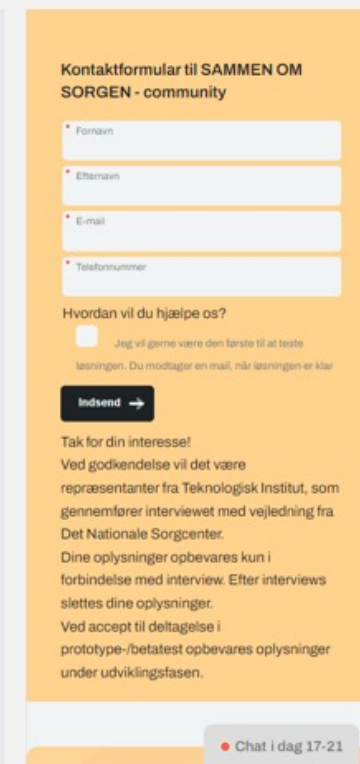 Kontaktformular til SAMMEN OM
SORGEN - community
* Fornavn
* Efternavn
* E-mail
* Telefonnummer
Hvordan vil du hjælpe os?
Jeg vil gerne være den første til at teste
løsningen. Du modtager en mail, når løsningen er klar
Indsend →
Tak for din interesse!
Ved godkendelse vil det være
repræsentanter fra Teknologisk Institut, som
gennemfører interviewet med vejledning fra
Det Nationale Sorgcenter.
Dine oplysninger opbevares kun i
forbindelse med interview. Efter interviews
slettes dine oplysninger.
Ved accept til deltagelse i
prototype-/betatest opbevares oplysninger
under udviklingsfasen.
Chat i dag 17-21